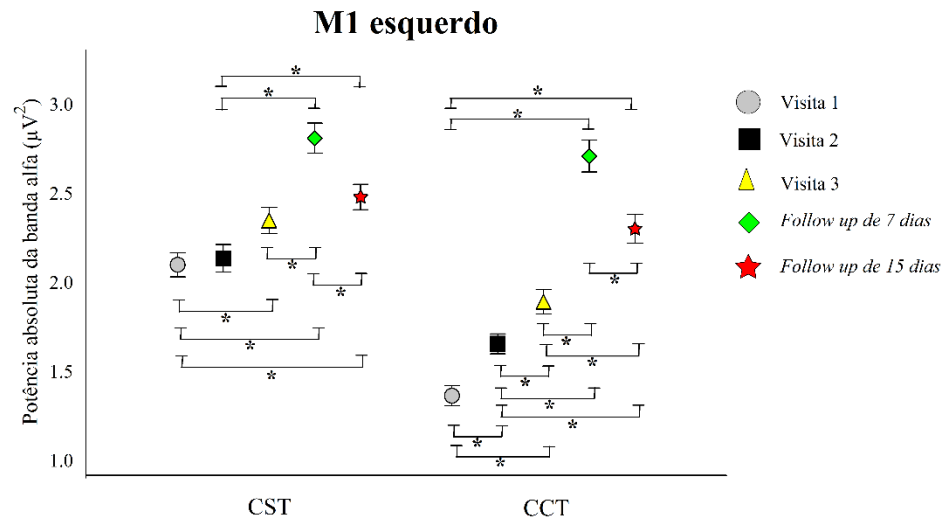 M1 esquerdo
Potência absoluta da banda alfa (µV²)
3.0
2.5
2.0
1.5
1.0
* * * * * * * *
* * * * * * * * * *
CST
CCT
Visita 1
Visita 2
Visita 3
Follow up de 7 dias
Follow up de 15 dias